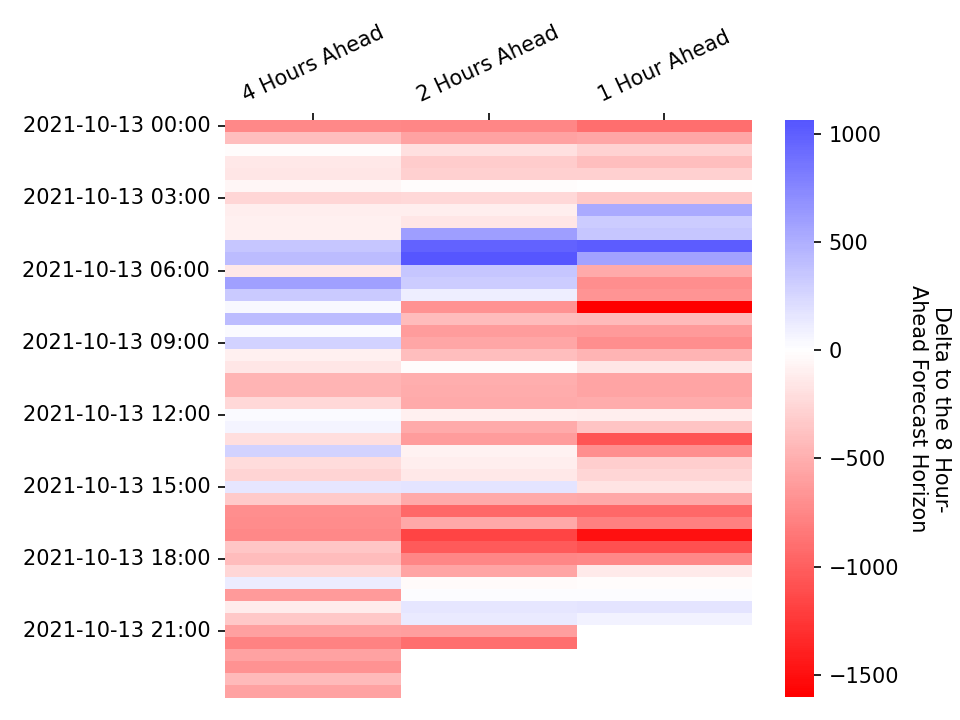 4 Hours Ahead
2 Hours Ahead
1 Hour Ahead
2021-10-13 00:00
2021-10-13 03:00
2021-10-13 06:00
2021-10-13 09:00
2021-10-13 12:00
2021-10-13 15:00
2021-10-13 18:00
2021-10-13 21:00
1000
500
0
−500
−1000
−1500
Delta to the 8 Hour-
Ahead Forecast Horizon